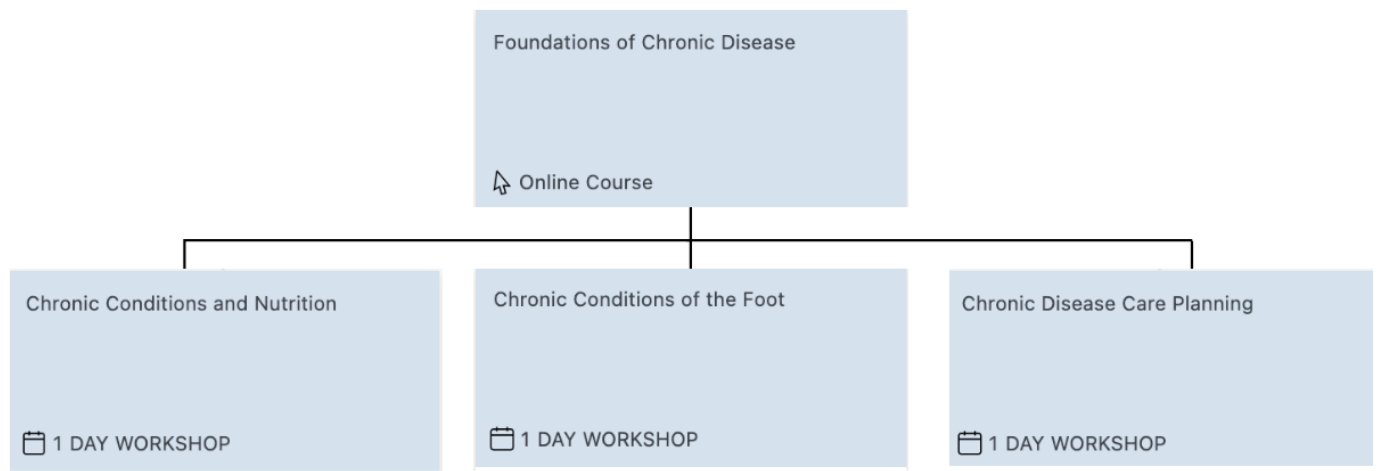 Foundations of Chronic Disease
Online Course
Chronic Conditions and Nutrition
1 DAY WORKSHOP
Chronic Conditions of the Foot
1 DAY WORKSHOP
Chronic Disease Care Planning
1 DAY WORKSHOP